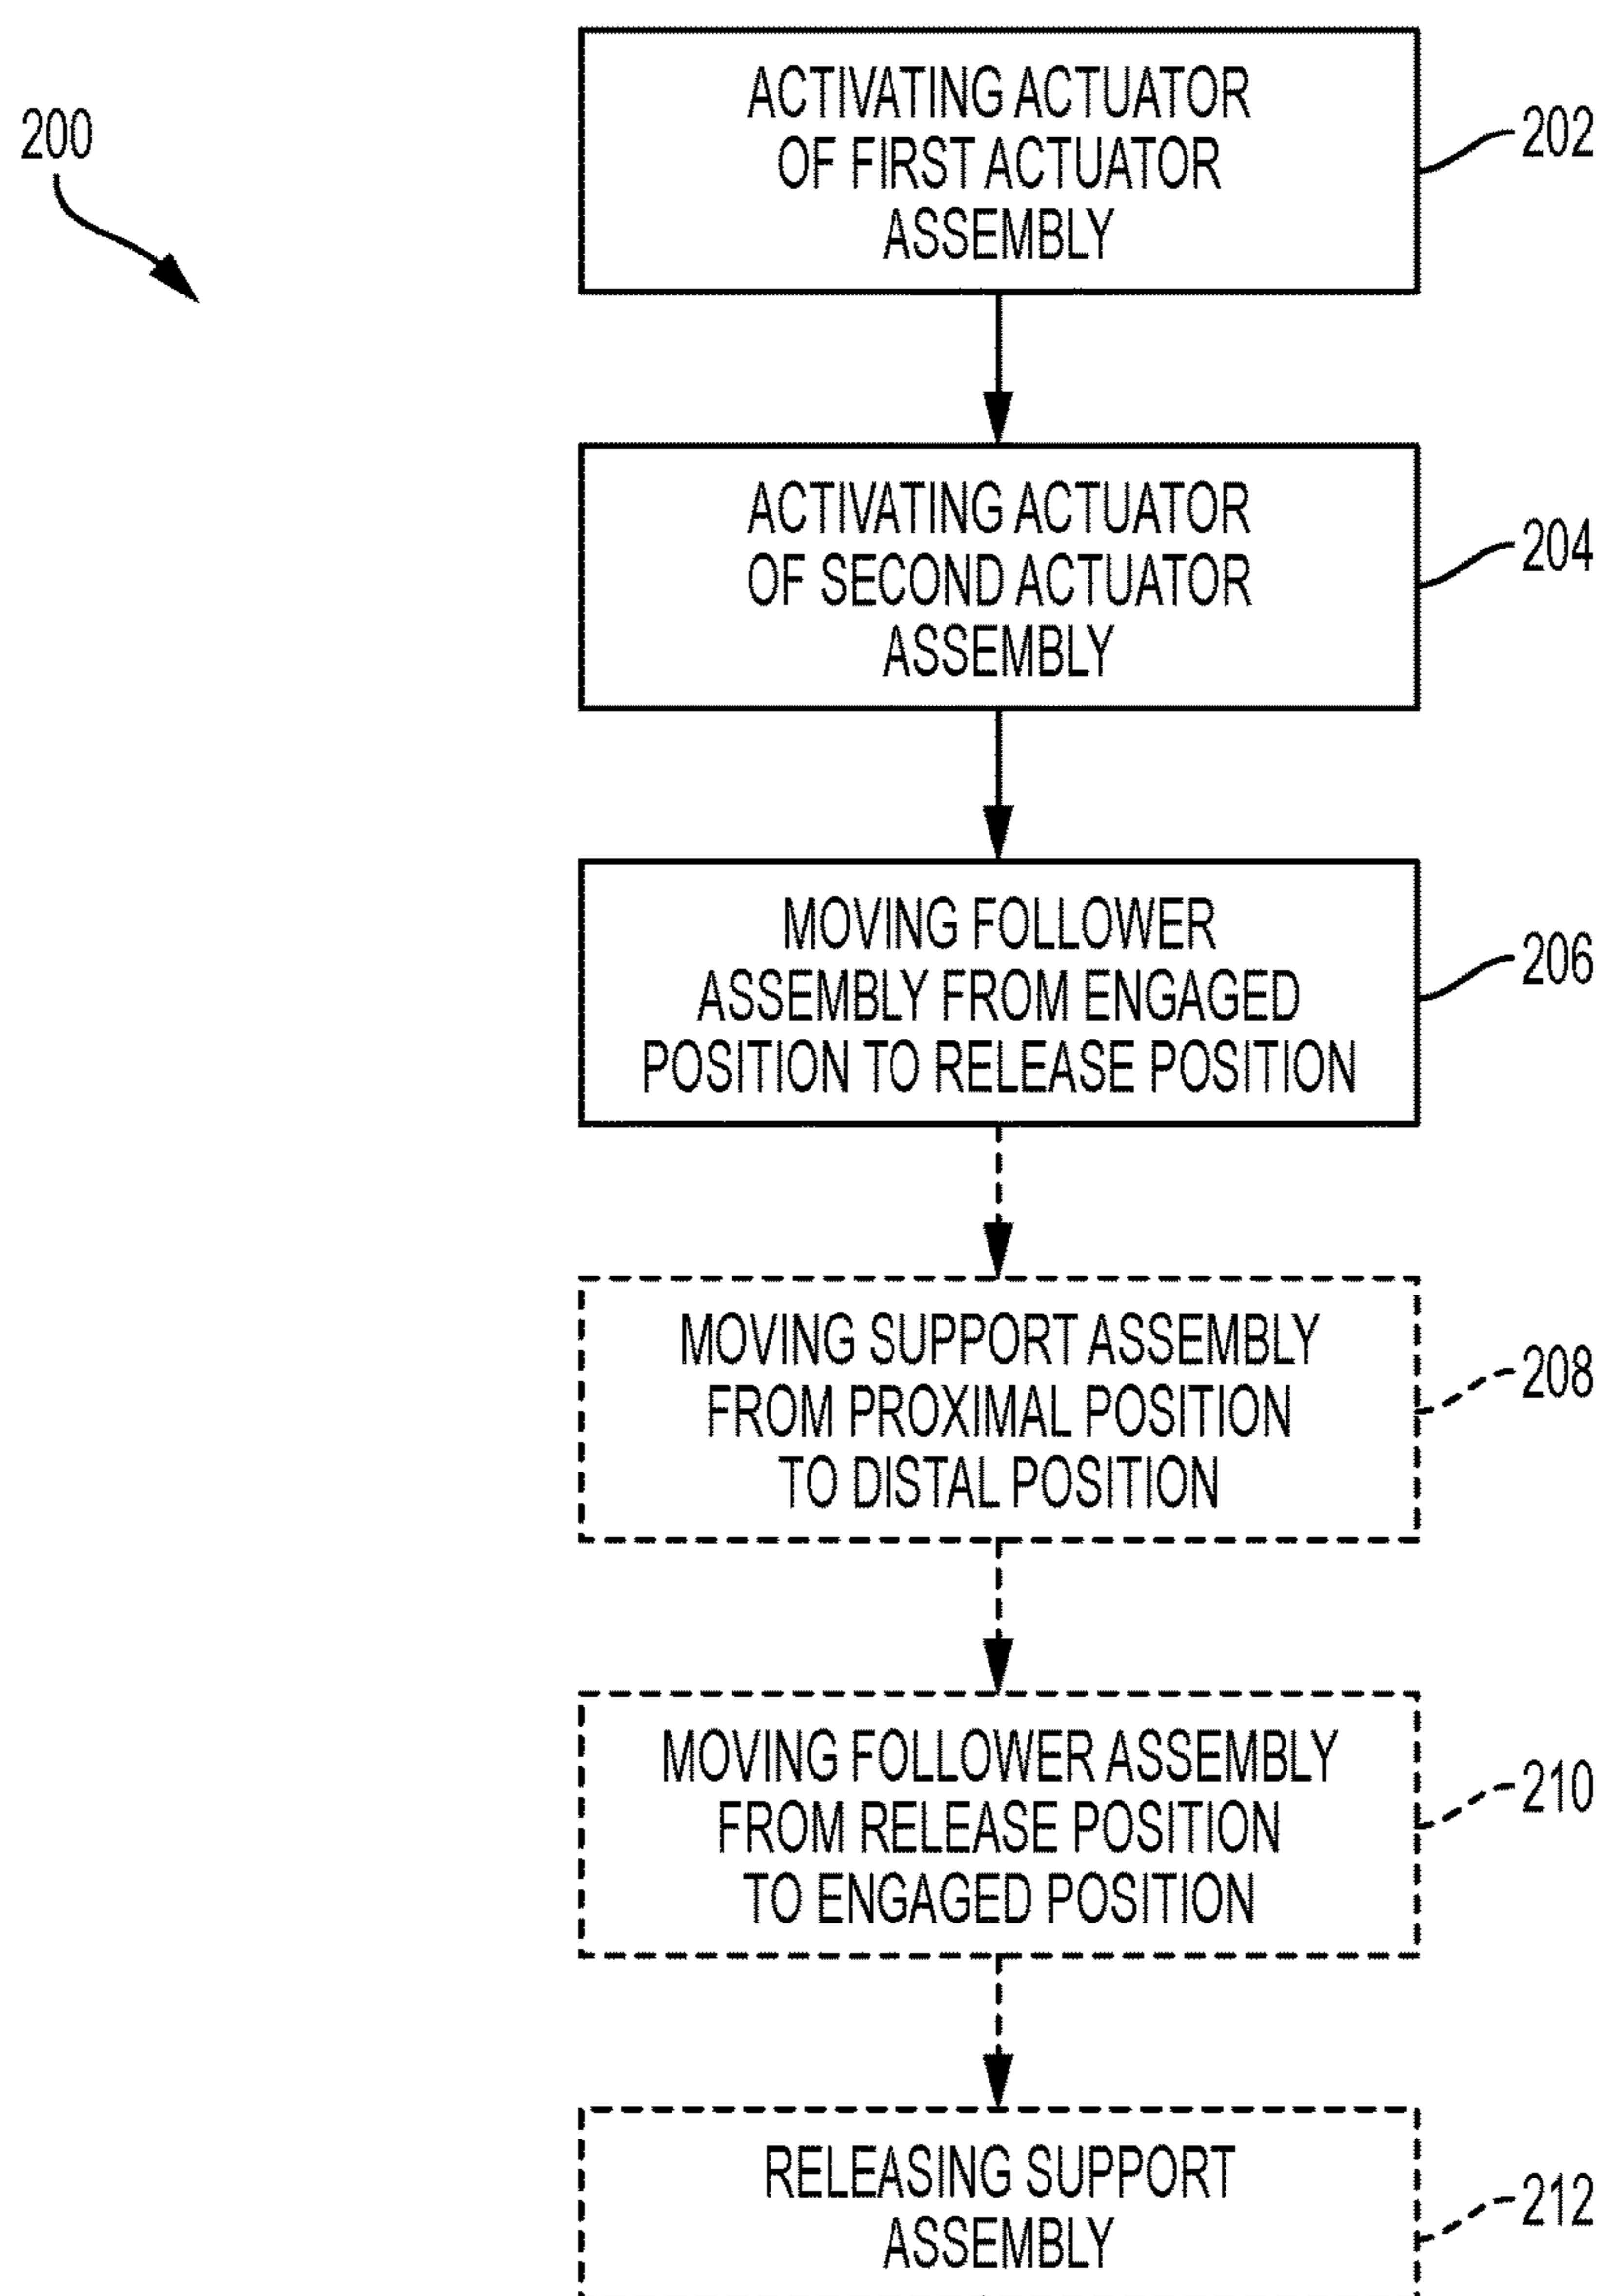 200
ACTIVATING ACTUATOR
OF FIRST ACTUATOR
ASSEMBLY
202
ACTIVATING ACTUATOR
OF SECOND ACTUATOR
ASSEMBLY
204
MOVING FOLLOWER
ASSEMBLY FROM ENGAGED
POSITION TO RELEASE POSITION
206
MOVING SUPPORT ASSEMBLY
FROM PROXIMAL POSITION
TO DISTAL POSITION
208
MOVING FOLLOWER ASSEMBLY
FROM RELEASE POSITION
TO ENGAGED POSITION
210
RELEASING SUPPORT
ASSEMBLY
212